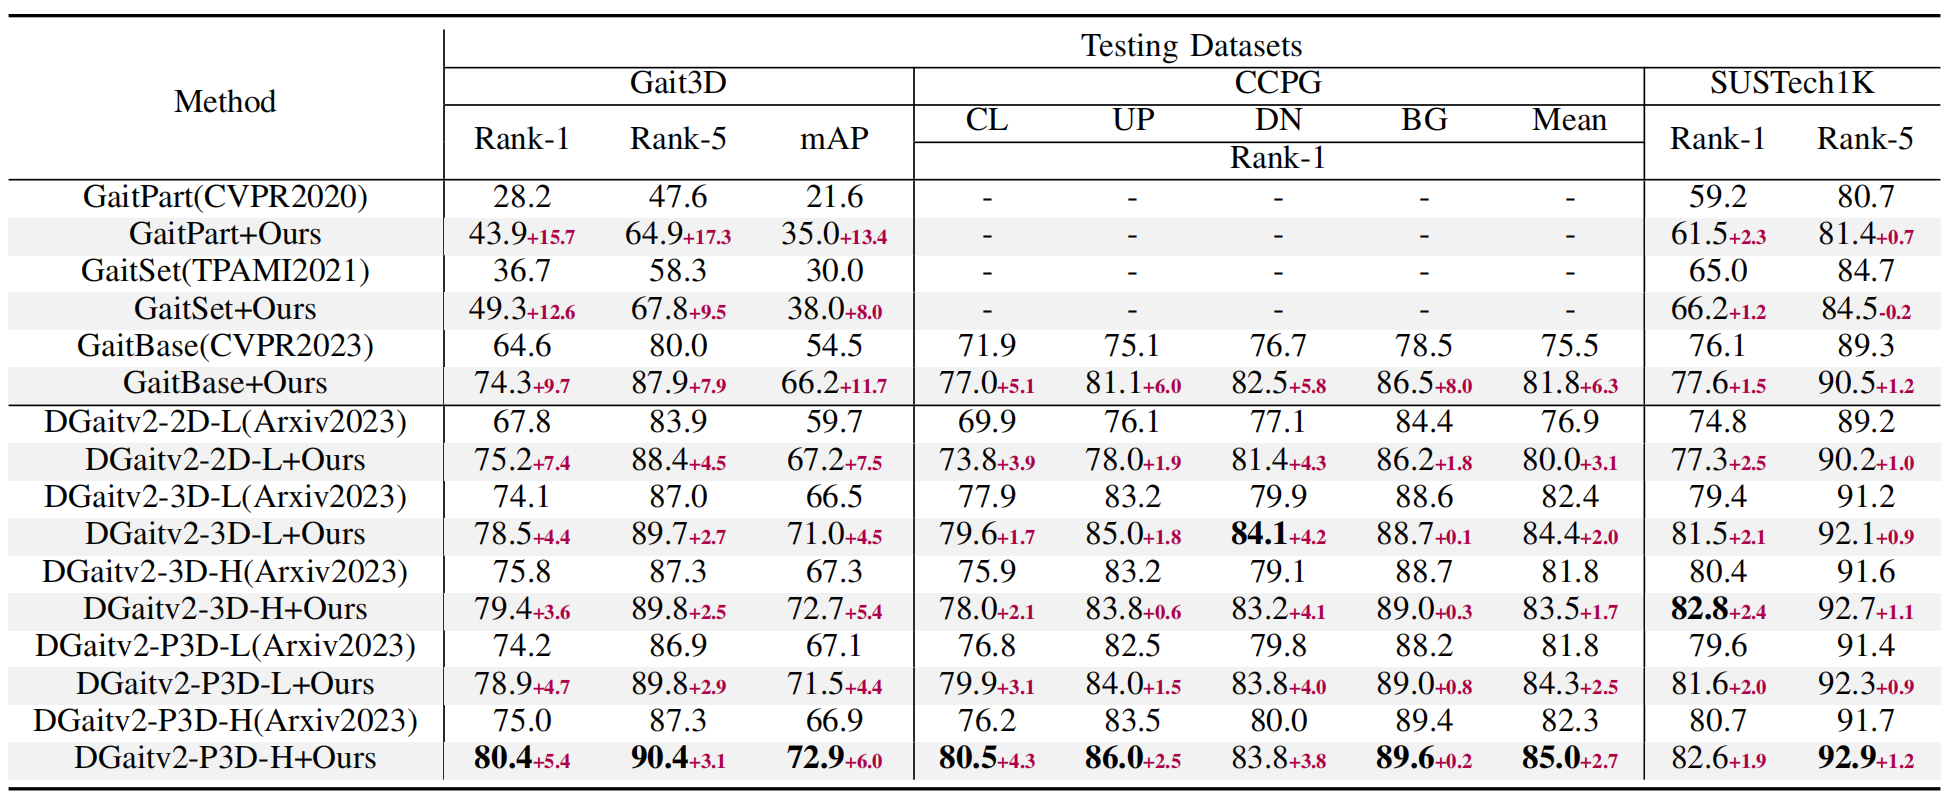 Testing Datasets
Method Gait3D CCPG SUSTech1K
Rank-1 Rank-5 mAP CL UP DN BG Mean Rank-1 Rank-5
Rank-1
GaitPart(CVPR2020) 28.2 47.6 21.6 - - - - - 59.2 80.7
GaitPart+Ours 43.9+15.7 64.9+17.3 35.0+13.4 - - - - - 61.5+2.3 81.4+0.7
GaitSet(TPAMI2021) 36.7 58.3 30.0 - - - - - 65.0 84.7
GaitSet+Ours 49.3+12.6 67.8+9.5 38.0+8.0 - - - - - 66.2+1.2 84.5-0.2
GaitBase(CVPR2023) 64.6 80.0 54.5 71.9 75.1 76.7 78.5 75.5 76.1 89.3
GaitBase+Ours 74.3+9.7 87.9+7.9 66.2+11.7 77.0+5.1 81.1+6.0 82.5+5.8 86.5+8.0 81.8+6.3 77.6+1.5 90.5+1.2
DGaitv2-2D-L(Arxiv2023) 67.8 83.9 59.7 69.9 76.1 77.1 84.4 76.9 74.8 89.2
DGaitv2-2D-L+Ours 75.2+7.4 88.4+4.5 67.2+7.5 73.8+3.9 78.0+1.9 81.4+4.3 86.2+1.8 80.0+3.1 77.3+2.5 90.2+1.0
DGaitv2-3D-L(Arxiv2023) 74.1 87.0 66.5 77.9 83.2 79.9 88.6 82.4 79.4 91.2
DGaitv2-3D-L+Ours 78.5+4.4 89.7+2.7 71.0+4.5 79.6+1.7 85.0+1.8 84.1+4.2 88.7+0.1 84.4+2.0 81.5+2.1 92.1+0.9
DGaitv2-3D-H(Arxiv2023) 75.8 87.3 67.3 75.9 83.2 79.1 88.7 81.8 80.4 91.6
DGaitv2-3D-H+Ours 79.4+3.6 89.8+2.5 72.7+5.4 78.0+2.1 83.8+0.6 83.2+4.1 89.0+0.3 83.5+1.7 82.8+2.4 92.7+1.1
DGaitv2-P3D-L(Arxiv2023) 74.2 86.9 67.1 76.8 82.5 79.8 88.2 81.8 79.6 91.4
DGaitv2-P3D-L+Ours 78.9+4.7 89.8+2.9 71.5+4.4 79.9+3.1 84.0+1.5 83.8+4.0 89.0+0.8 84.3+2.5 81.6+2.0 92.3+0.9
DGaitv2-P3D-H(Arxiv2023) 75.0 87.3 66.9 76.2 83.5 80.0 89.4 82.3 80.7 91.7
DGaitv2-P3D-H+Ours 80.4+5.4 90.4+3.1 72.9+6.0 80.5+4.3 86.0+2.5 83.8+3.8 89.6+0.2 85.0+2.7 82.6+1.9 92.9+1.2